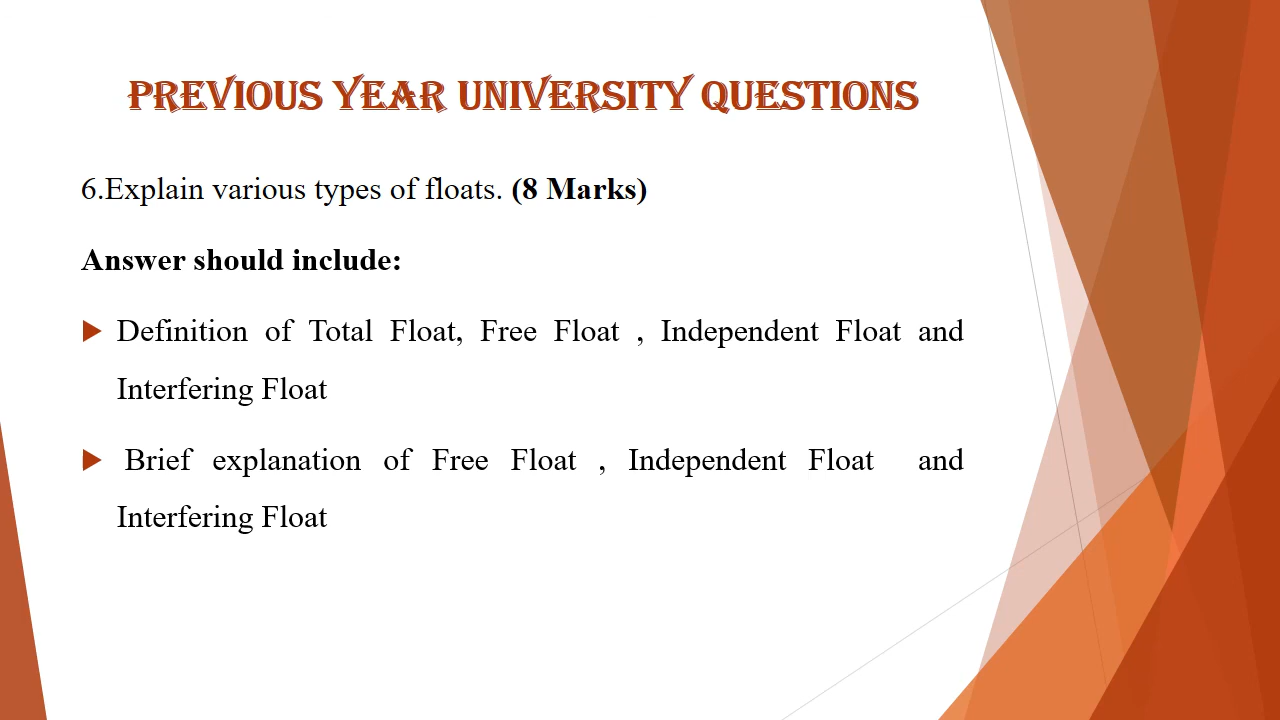 PREVIOUS YEAR UNIVERSITY QUESTIONS
6.Explain various types of floats. (8 Marks)
Answer should include:
Definition of Total Float, Free Float , Independent Float and
Interfering Float
Brief explanation of Free Float , Independent Float and
Interfering Float